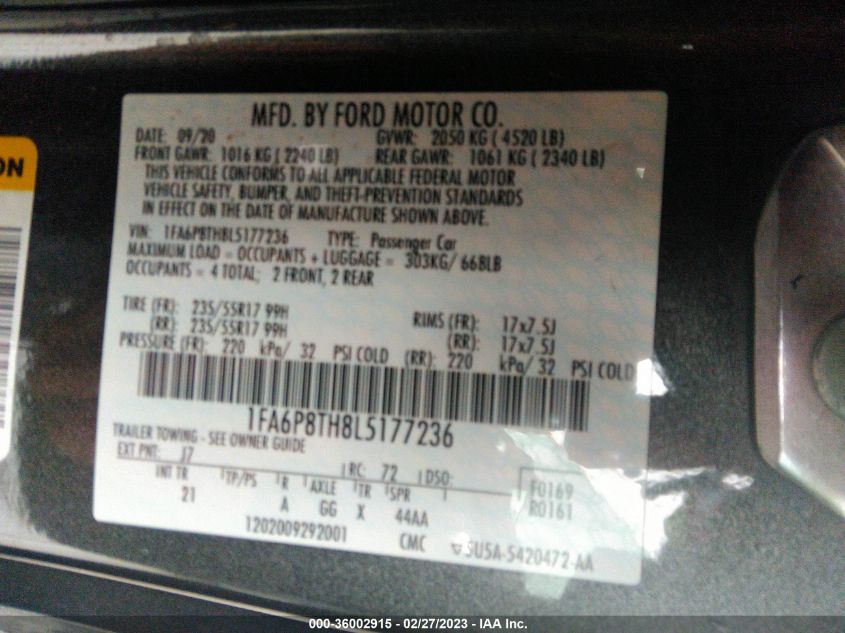 MFD. BY FORD MOTOR CO.
DATE: 09/20 GVWR: 2050 KG ( 4520 LB)
FRONT GAWR: 1016 KG ( 2240 LB) REAR GAWR: 1061 KG ( 2340 LB)
THIS VEHICLE CONFORMS TO ALL APPLICABLE FEDERAL MOTOR
VEHICLE SAFETY, BUMPER, AND THEFT-PREVENTION STANDARDS
IN EFFECT ON THE DATE OF MANUFACTURE SHOWN ABOVE.
VIN: 1FA6P8TH8L5177236 TYPE: Passenger Car
MAXIMUM LOAD = OCCUPANTS + LUGGAGE = 303KG/ 668LB
OCCUPANTS = 4 TOTAL; 2 FRONT, 2 REAR
TIRE (FR): 235/55R17 99H RIMS (FR): 17x7.5J
(RR): 235/55R17 99H (RR): 17x7.5J
PRESSURE (FR): 220 kPa/ 32 PSI COLD (RR): 220 kPa/ 32 PSI COLD
1FA6P8TH8L5177236
TRAILER TOWING - SEE OWNER GUIDE
EXT PNT: J7 RC: 72 DSO: F0169
INT TR TP/PS R AXLE TR SPR R0161
21 A GG X 44AA
1202009292001 CMC 5U5A-5420472-AA
ON
000-36002915 - 02/27/2023 - IAA Inc.